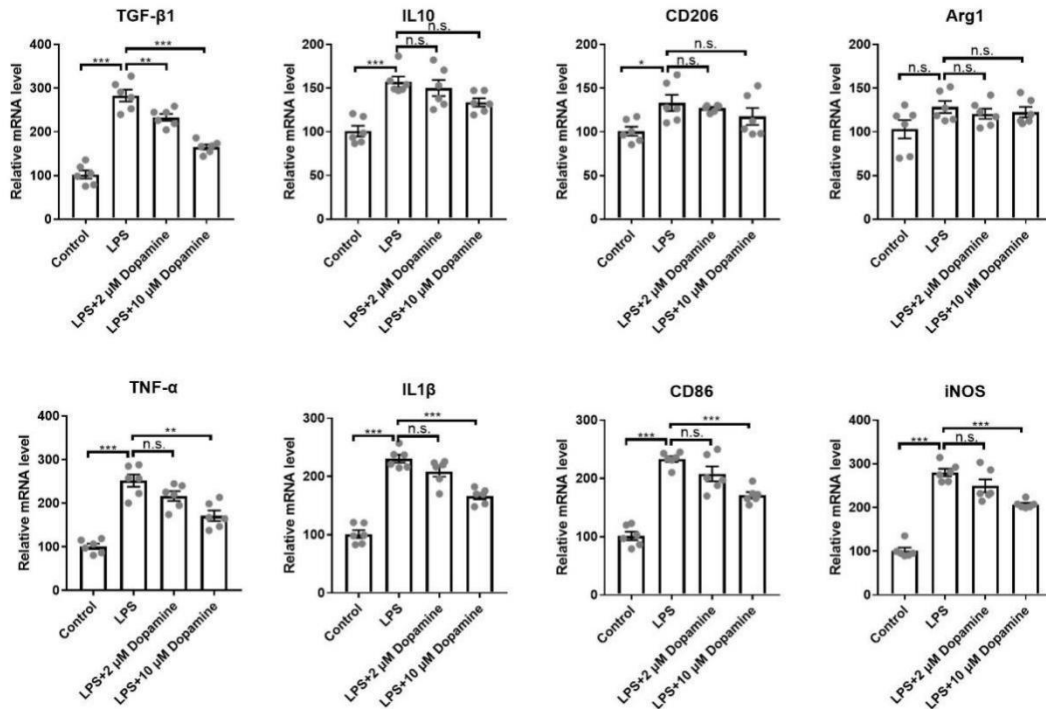 TGF-β1
Relative mRNA level
400
300
200
100
0
***
***
**
Control
LPS
LPS+2 μM Dopamine
LPS+10 μM Dopamine
IL10
Relative mRNA level
200
150
100
50
0
n.s.
n.s.
***
Control
LPS
LPS+2 μM Dopamine
LPS+10 μM Dopamine
CD206
Relative mRNA level
200
150
100
50
0
n.s.
*
n.s.
Control
LPS
LPS+2 μM Dopamine
LPS+10 μM Dopamine
Arg1
Relative mRNA level
200
150
100
50
0
n.s.
n.s.
n.s.
Control
LPS
LPS+2 μM Dopamine
LPS+10 μM Dopamine
TNF-α
Relative mRNA level
400
300
200
100
0
**
***
n.s.
Control
LPS
LPS+2 μM Dopamine
LPS+10 μM Dopamine
IL1β
Relative mRNA level
300
200
100
0
***
***
n.s.
Control
LPS
LPS+2 μM Dopamine
LPS+10 μM Dopamine
CD86
Relative mRNA level
300
200
100
0
***
***
n.s.
Control
LPS
LPS+2 μM Dopamine
LPS+10 μM Dopamine
iNOS
Relative mRNA level
400
300
200
100
0
***
***
n.s.
Control
LPS
LPS+2 μM Dopamine
LPS+10 μM Dopamine